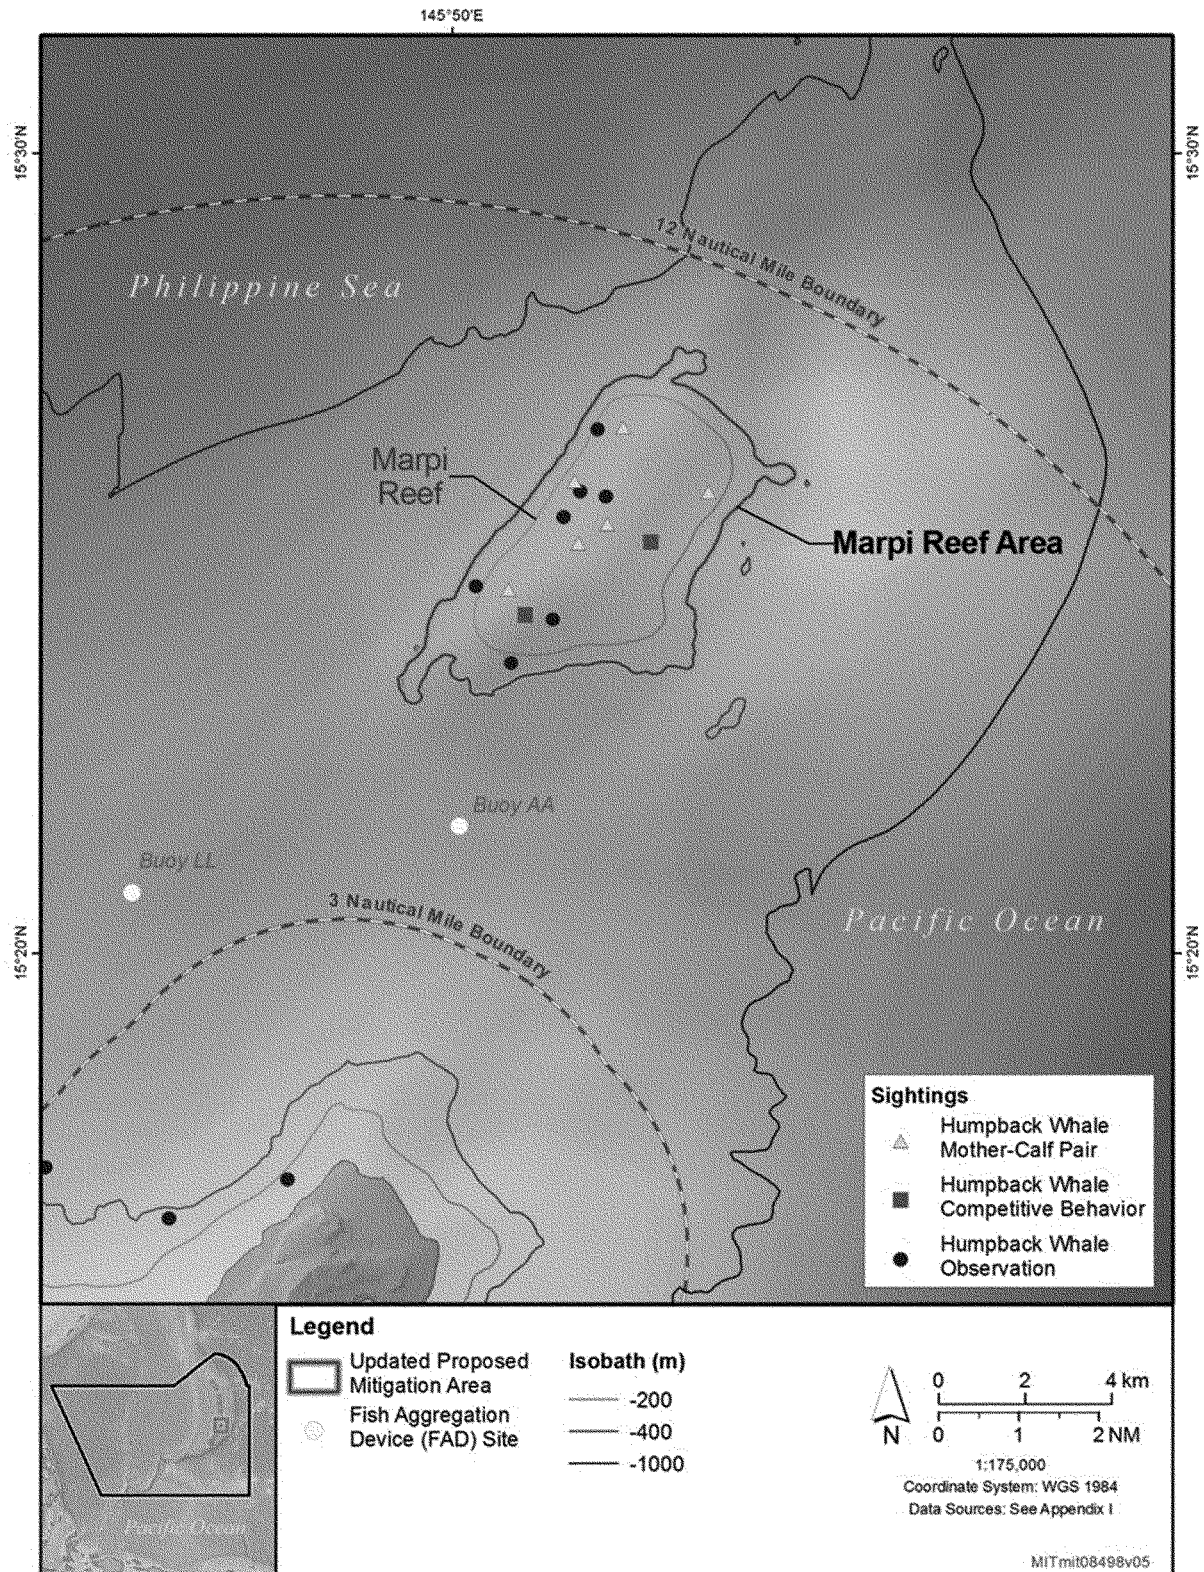 145°50'E
15°30'N
15°30'N
12 Nautical Mile Boundary
Philippine Sea
Marpi
Reef
Marpi Reef Area
Buoy AA
Buoy LL
3 Nautical Mile Boundary
Pacific Ocean
15°20'N
15°20'N
Sightings
Humpback Whale
Mother-Calf Pair
Humpback Whale
Competitive Behavior
Humpback Whale
Observation
Legend
Updated Proposed
Mitigation Area
Fish Aggregation
Device (FAD) Site
Isobath (m)
-200
-400
-1000
N
0 2 4 km
0 1 2 NM
1:175,000
Coordinate System: WGS 1984
Data Sources: See Appendix I
Pacific Ocean
MITmit08498v05